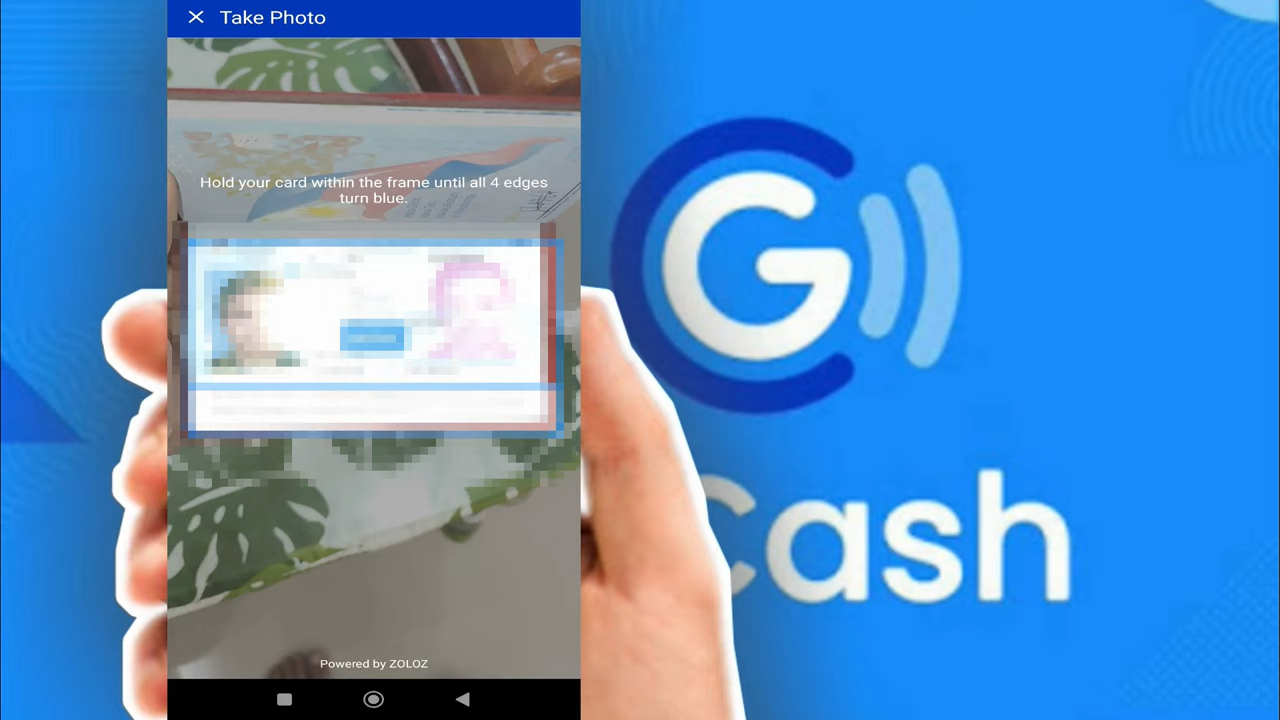 Take Photo
Hold your card within the frame until all 4 edges
turn blue.
Powered by ZOLOZ
G
Cash